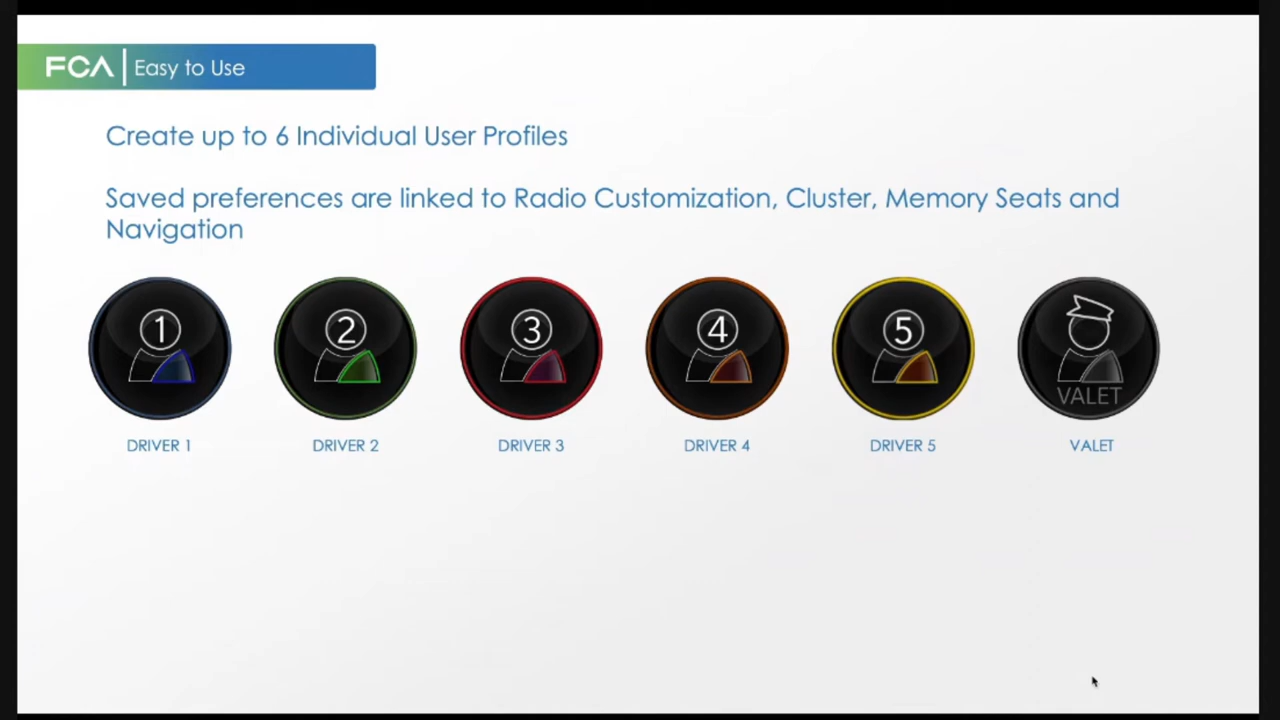 FCA Easy to Use
Create up to 6 Individual User Profiles
Saved preferences are linked to Radio Customization, Cluster, Memory Seats and
Navigation
1 2 3 4 5 VALET
DRIVER 1 DRIVER 2 DRIVER 3 DRIVER 4 DRIVER 5 VALET